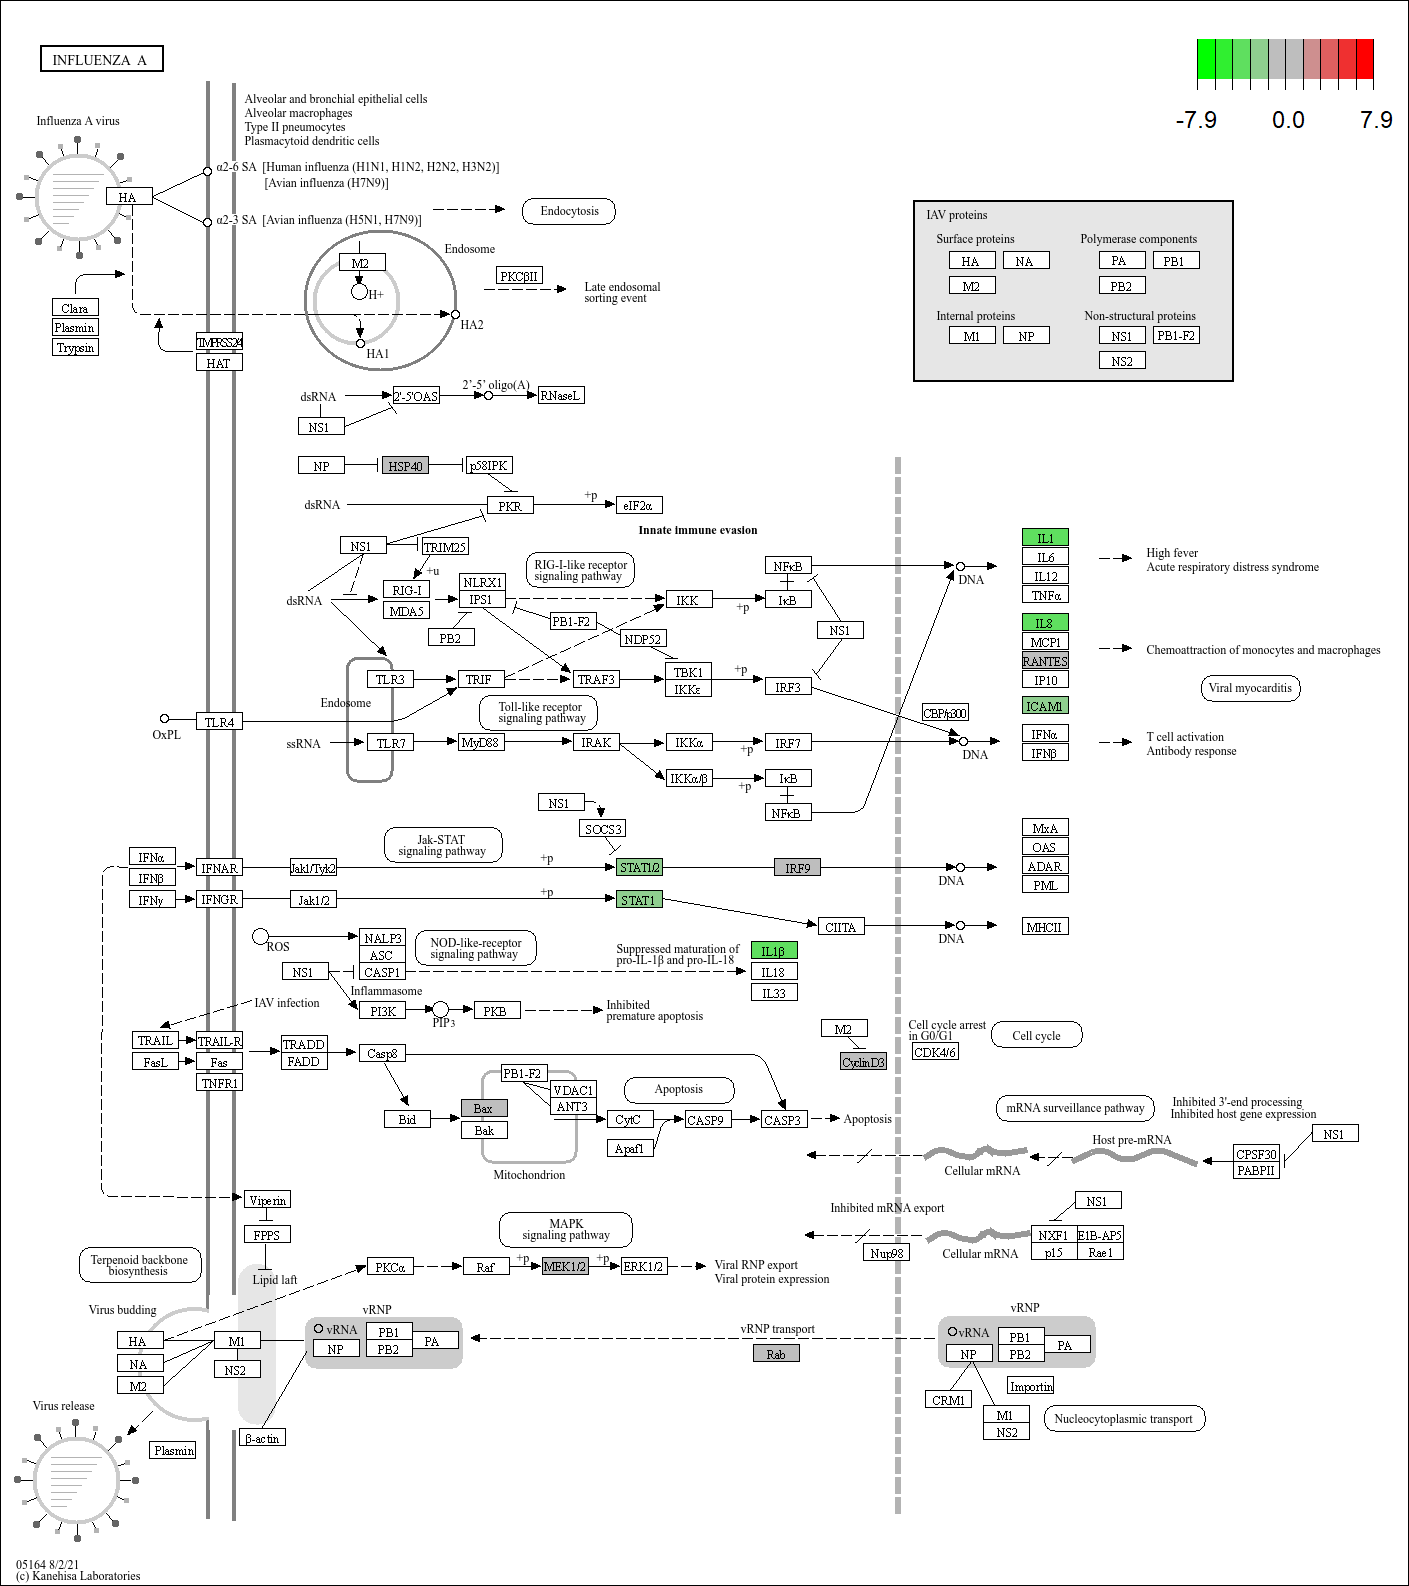 INFLUENZA A
-7.9 0.0 7.9
Alveolar and bronchial epithelial cells
Alveolar macrophages
Type II pneumocytes
Plasmacytoid dendritic cells
Influenza A virus
HA
α2-6 SA [Human influenza (H1N1, H1N2, H2N2, H3N2)]
[Avian influenza (H7N9)]
α2-3 SA [Avian influenza (H5N1, H7N9)]
Endocytosis
Endosome
M2
H+
PKCβII
Late endosomal
sorting event
HA2
HA1
Clara
Plasmin
Trypsin
HAT
IAV proteins
Surface proteins
HA
NA
M2
Polymerase components
PA
PB1
PB2
Internal proteins
M1
NP
Non-structural proteins
NS1
PB1-F2
NS2
dsRNA
2'-5'OAS
2'-5' oligo(A)
RNaseL
NS1
NP
HSP40
p58IPK
dsRNA
PKR
+p
eIF2α
Innate immune evasion
NS1
TRIM25
+u
dsRNA
RIG-I
MDA5
NLRX1
IPS1
PB2
RIG-I-like receptor
signaling pathway
PB1-F2
NDP52
IKK
+p
NFκB
IκB
NS1
DNA
IL1
IL6
IL12
TNFα
High fever
Acute respiratory distress syndrome
IL8
MCP1
RANTES
IP10
Chemoattraction of monocytes and macrophages
Viral myocarditis
ICAM1
IFNα
IFNβ
T cell activation
Antibody response
TLR3
TRIF
TRAF3
TBK1
IKKε
+p
IRF3
CBP/p300
DNA
Endosome
Toll-like receptor
signaling pathway
OxPL
TLR4
ssRNA
TLR7
MyD88
IRAK
IKKα
+p
IRF7
IKKα/β
+p
IκB
NFκB
NS1
SOCS3
Jak-STAT
signaling pathway
IFNα
IFNβ
IFNAR
Jak1/Tyk2
+p
STAT1/2
IRF9
DNA
MxA
OAS
ADAR
PML
IFNγ
IFNGR
Jak1/2
+p
STAT1
CIITA
DNA
MHCII
ROS
NALP3
ASC
CASP1
NOD-like-receptor
signaling pathway
NS1
Inflammasome
Suppressed maturation of
pro-IL-1β and pro-IL-18
IL1β
IL18
IL33
PI3K
PIP3
PKB
Inhibited
premature apoptosis
IAV infection
TRAIL
TRAIL-R
FasL
Fas
TNFR1
TRADD
FADD
Casp8
M2
CyclinD3
Cell cycle arrest
in G0/G1
CDK4/6
Cell cycle
Bid
Bax
Bak
PB1-F2
VDAC1
ANT3
Mitochondrion
Apoptosis
CytC
Apaf1
CASP9
CASP3
Apoptosis
mRNA surveillance pathway
Inhibited 3'-end processing
Inhibited host gene expression
NS1
CPSF30
PABPII
Host pre-mRNA
Cellular mRNA
Viperin
FPPS
Lipid laft
Terpenoid backbone
biosynthesis
MAPK
signaling pathway
PKCα
Raf
+p
MEK1/2
+p
ERK1/2
Viral RNP export
Viral protein expression
Inhibited mRNA export
Nup98
Cellular mRNA
NS1
NXF1
E1B-AP5
p15
Rae1
Virus budding
HA
NA
M2
M1
NS2
vRNP
vRNA
NP
PB1
PB2
PA
vRNP transport
Rab
vRNP
vRNA
NP
PB1
PB2
PA
CRM1
Importin
M1
NS2
Nucleocytoplasmic transport
Virus release
Plasmin
β-actin
05164 8/2/21
(c) Kanehisa Laboratories